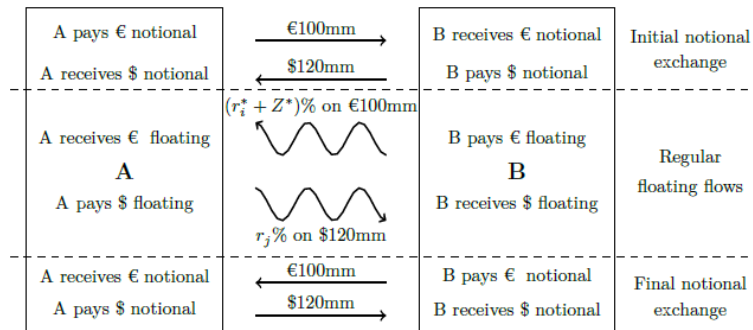 A pays € notional
€100mm
B receives € notional
Initial notional
A receives $ notional
$120mm
B pays $ notional
exchange
(r_i^* + Z^*)% on €100mm
A receives € floating
B pays € floating
A
B
Regular
floating flows
A pays $ floating
B receives $ floating
r_j% on $120mm
A receives € notional
€100mm
B pays € notional
Final notional
A pays $ notional
$120mm
B receives $ notional
exchange